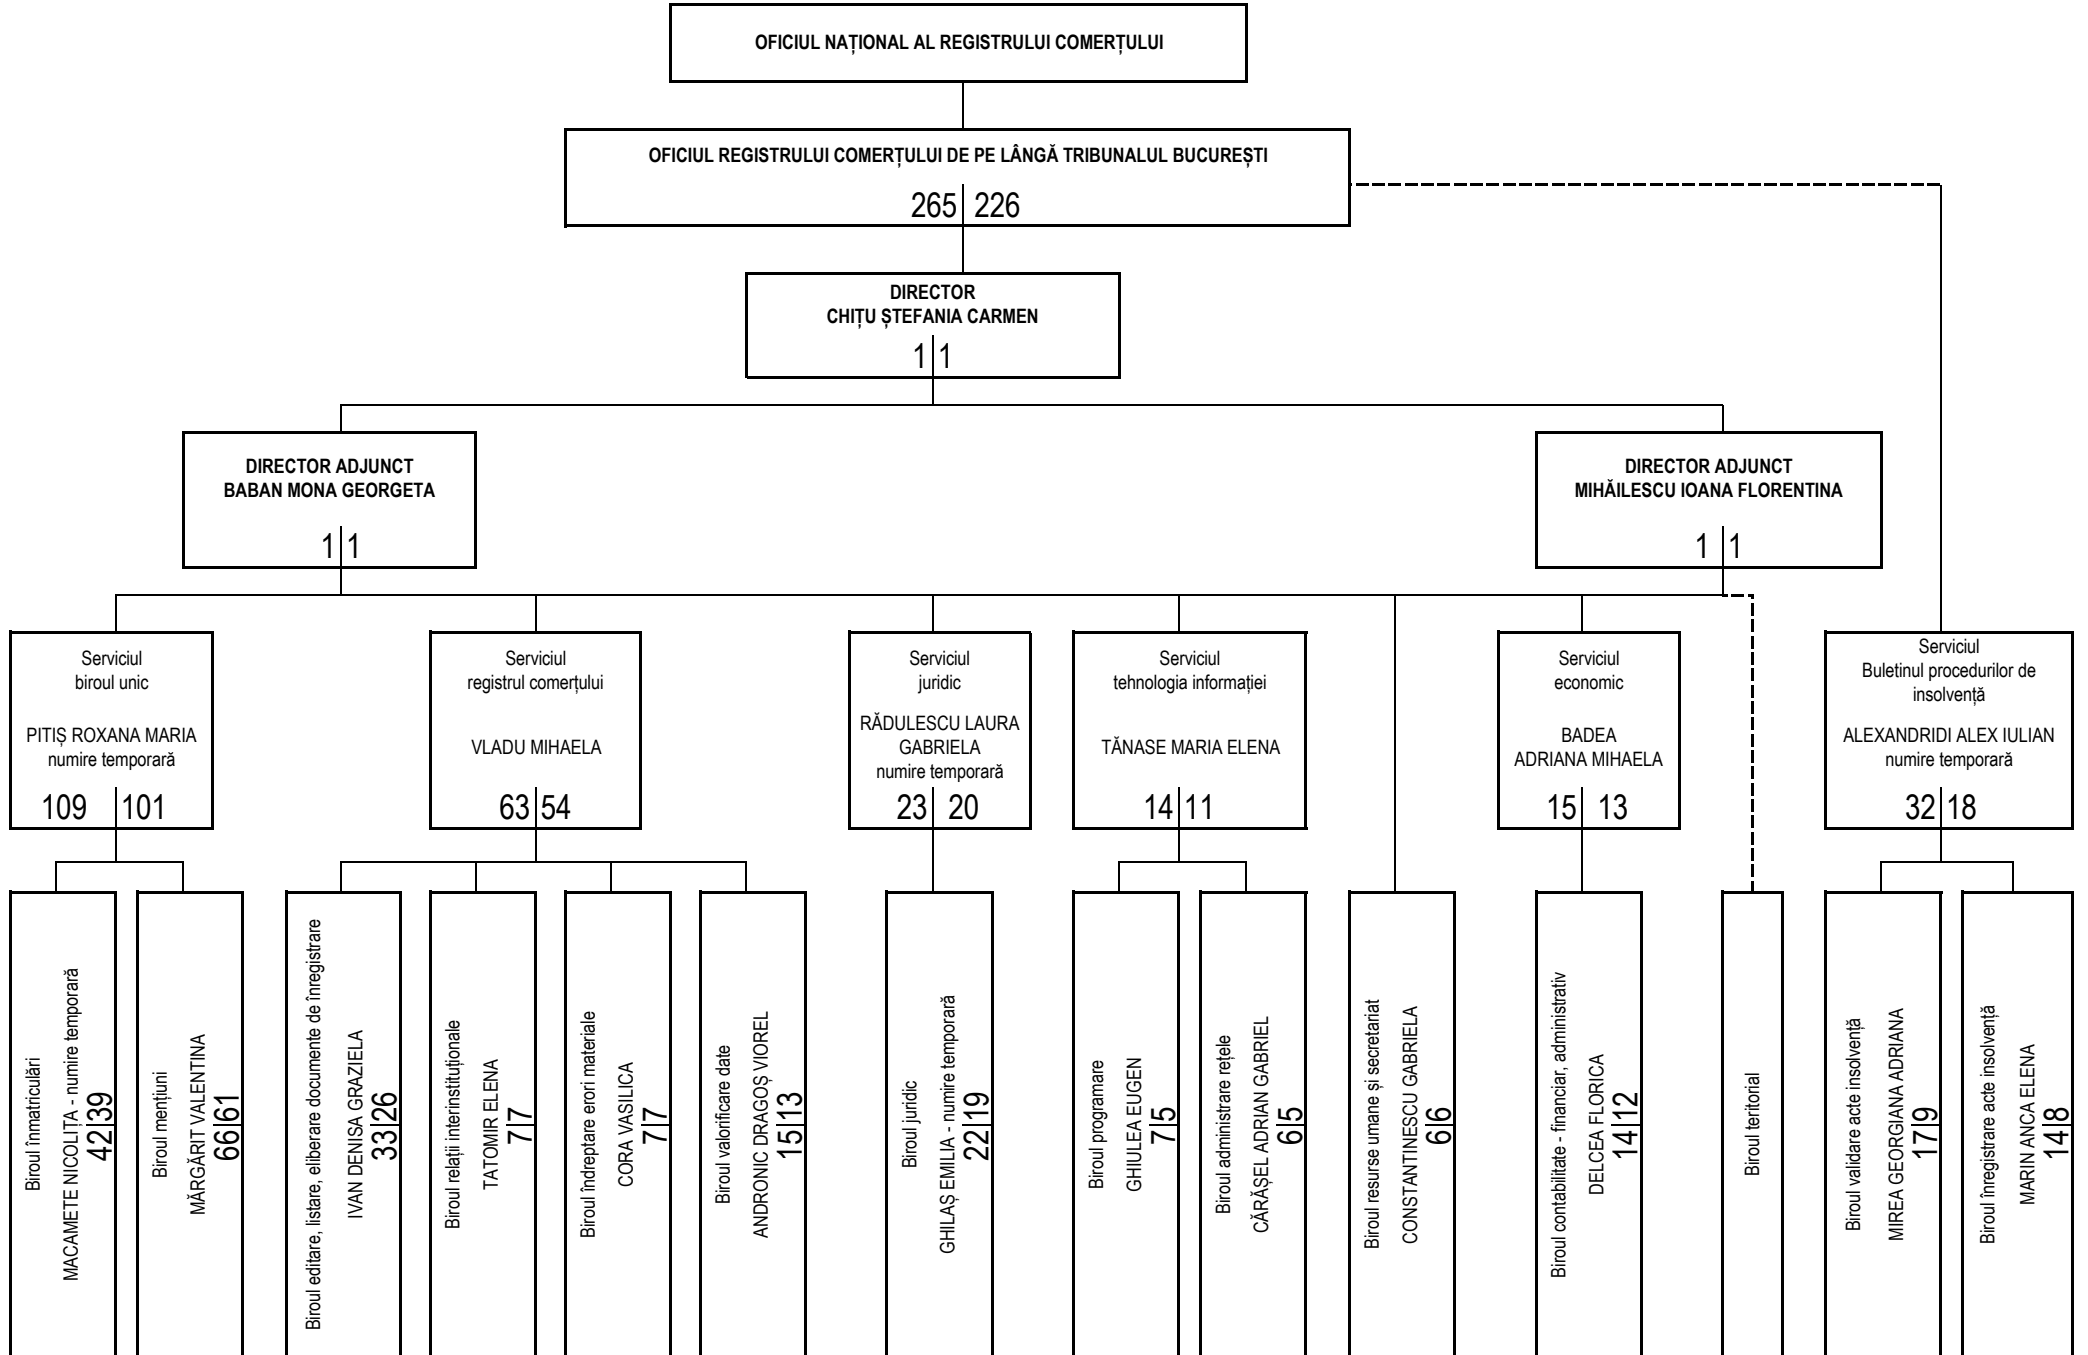 OFICIUL NAȚIONAL AL REGISTRULUI COMERȚULUI
OFICIUL REGISTRULUI COMERȚULUI DE PE LÂNGĂ TRIBUNALUL BUCUREȘTI
265 226
DIRECTOR
CHIȚU ȘTEFANIA CARMEN
1 1
DIRECTOR ADJUNCT
BABAN MONA GEORGETA
1 1
DIRECTOR ADJUNCT
MIHĂILESCU IOANA FLORENTINA
1 1
Serviciul
biroul unic
PITIȘ ROXANA MARIA
numire temporară
109 101
Serviciul
registrul comerțului
VLADU MIHAELA
63 54
Serviciul
juridic
RĂDULESCU LAURA
GABRIELA
numire temporară
23 20
Serviciul
tehnologia informației
TĂNASE MARIA ELENA
14 11
Serviciul
economic
BADEA
ADRIANA MIHAELA
15 13
Serviciul
Buletinul procedurilor de
insolvență
ALEXANDRIDI ALEX IULIAN
numire temporară
32 18
Biroul înmatriculări
MACAMETE NICOLIȚA - numire temporară
42 39
Biroul mențiuni
MĂRGĂRIT VALENTINA
66 61
Biroul editare, listare, eliberare documente de înregistrare
IVAN DENISA GRAZIELA
33 26
Biroul relații interinstituționale
TATOMIR ELENA
7 7
Biroul îndreptare erori materiale
CORA VASILICA
7 7
Biroul valorificare date
ANDRONIC DRAGOȘ VIOREL
15 13
Biroul juridic
GHILAȘ EMILIA - numire temporară
22 19
Biroul programare
GHIULEA EUGEN
7 5
Biroul administrare rețele
CĂRĂȘEL ADRIAN GABRIEL
6 5
Biroul resurse umane și secretariat
CONSTANTINESCU GABRIELA
6 6
Biroul contabilitate - financiar, administrativ
DELCEA FLORICA
14 12
Biroul teritorial
Biroul validare acte insolvență
MIREA GEORGIANA ADRIANA
17 9
Biroul înregistrare acte insolvență
MARIN ANCA ELENA
14 8